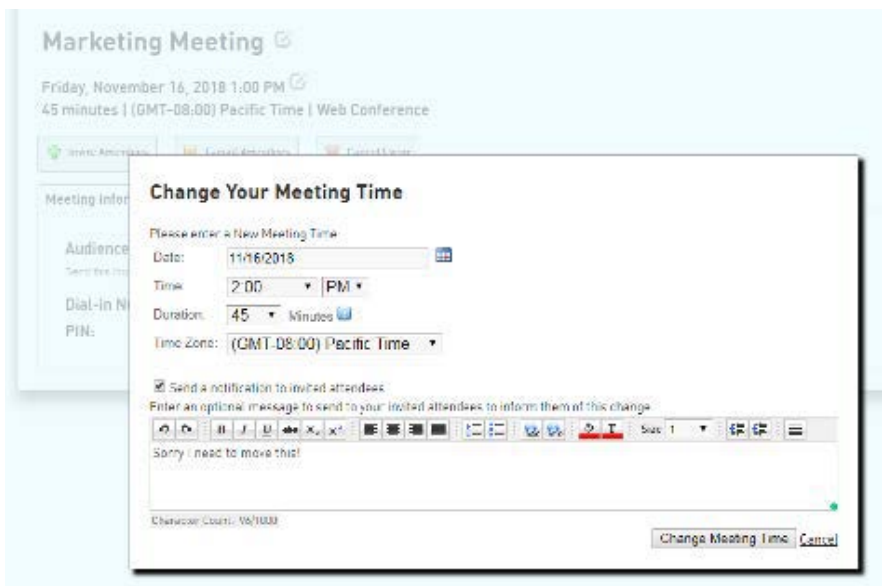 Marketing Meeting
Friday, November 16, 2018 1:00 PM
45 minutes | (GMT-08:00) Pacific Time | Web Conference
Meeting Infor
Change Your Meeting Time
Please enter a New Meeting Time
Audience
Date: 11/16/2018
Time: 2:00 PM
Dial-in N
Duration: 45 Minutes
PIN:
Time Zone: (GMT-08:00) Pacific Time
Send a notification to invited attendees
Enter an optional message to send to your invited attendees to inform them of this change
B I U abc X₂ X² T Size 1
Sorry I need to move this!
Character Count: /1000
Change Meeting Time Cancel